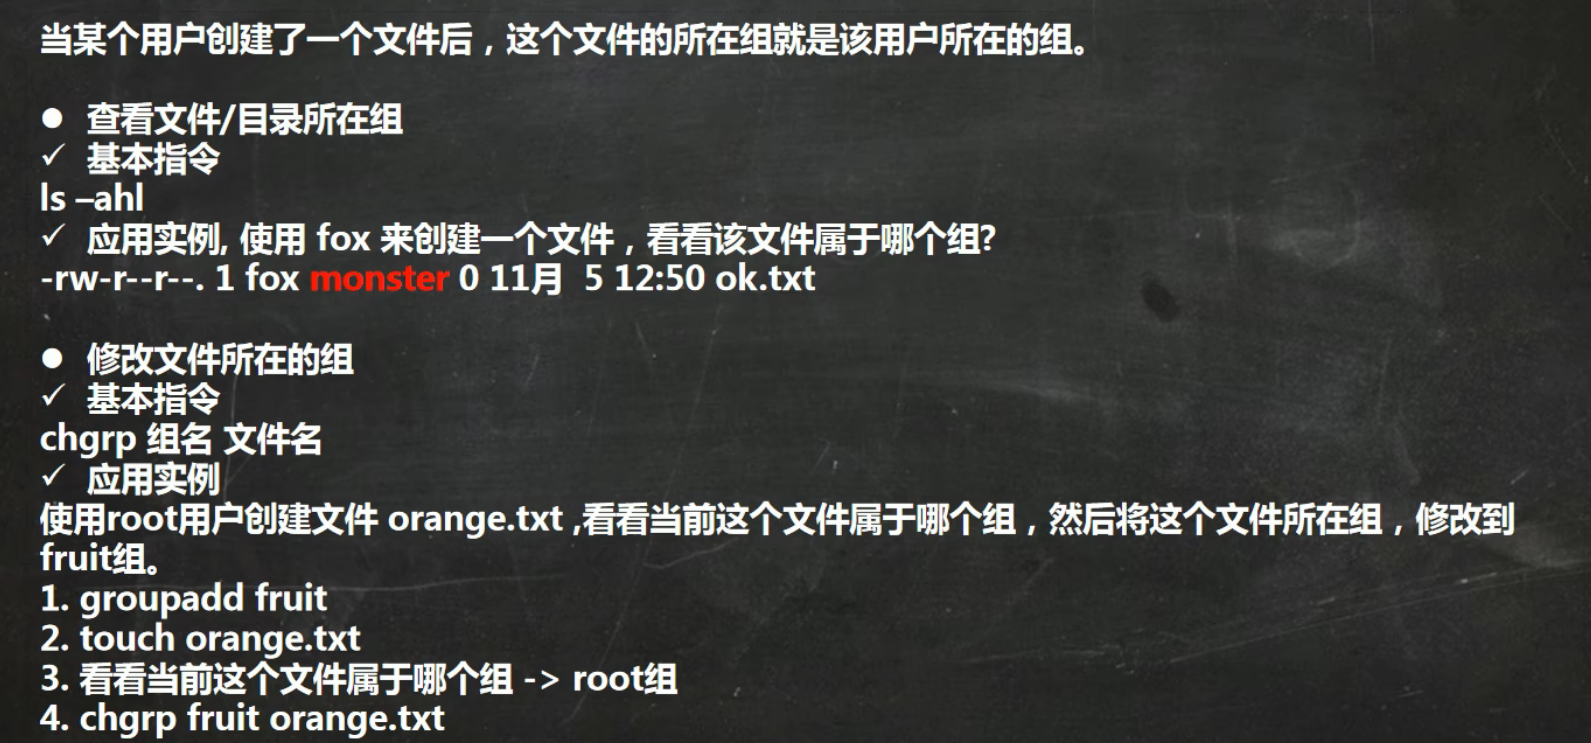 当某个用户创建了一个文件后，这个文件的所在组就是该用户所在的组。
● 查看文件/目录所在组
✓ 基本指令
ls –ahl
✓ 应用实例, 使用 fox 来创建一个文件，看看该文件属于哪个组?
-rw-r--r--. 1 fox monster 0 11月  5 12:50 ok.txt
● 修改文件所在的组
✓ 基本指令
chgrp 组名 文件名
✓ 应用实例
使用root用户创建文件 orange.txt ,看看当前这个文件属于哪个组，然后将这个文件所在组，修改到
fruit组。
1. groupadd fruit
2. touch orange.txt
3. 看看当前这个文件属于哪个组 -> root组
4. chgrp fruit orange.txt